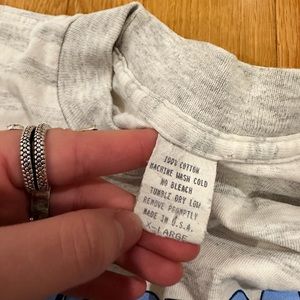 100% COTTON
MACHINE WASH COLD
NO BLEACH
TUMBLE DRY LOW
REMOVE PROMPTLY
MADE IN U.S.A.
X-LARGE